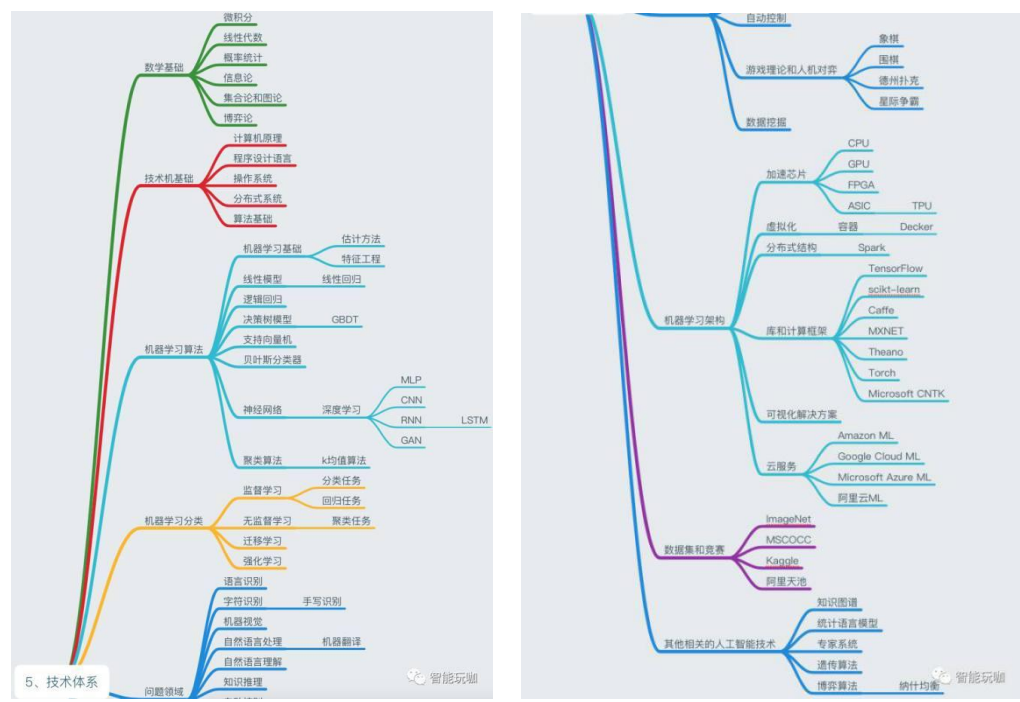 微积分
线性代数
概率统计
数学基础
信息论
集合论和图论
博弈论
计算机原理
程序设计语言
技术机基础
操作系统
分布式系统
算法基础
估计方法
机器学习基础
特征工程
线性模型 线性回归
逻辑回归
决策树模型 GBDT
支持向量机
机器学习算法
贝叶斯分类器
MLP
CNN
神经网络 深度学习
RNN LSTM
GAN
聚类算法 k均值算法
分类任务
监督学习
回归任务
机器学习分类
无监督学习 聚类任务
迁移学习
强化学习
语言识别
字符识别 手写识别
机器视觉
自然语言处理 机器翻译
自然语言理解
知识推理
5、技术体系
问题领域
智能玩咖
自动控制
象棋
围棋
游戏理论和人机对弈
德州扑克
星际争霸
数据挖掘
CPU
GPU
加速芯片
FPGA
ASIC TPU
虚拟化 容器 Decker
分布式结构 Spark
TensorFlow
scikt-learn
Caffe
机器学习架构
库和计算框架
MXNET
Theano
Torch
Microsoft CNTK
可视化解决方案
Amazon ML
Google Cloud ML
云服务
Microsoft Azure ML
阿里云ML
ImageNet
MSCOCC
数据集和竞赛
Kaggle
阿里天池
知识图谱
统计语言模型
其他相关的人工智能技术
专家系统
遗传算法
博弈算法 纳什均衡
智能玩咖